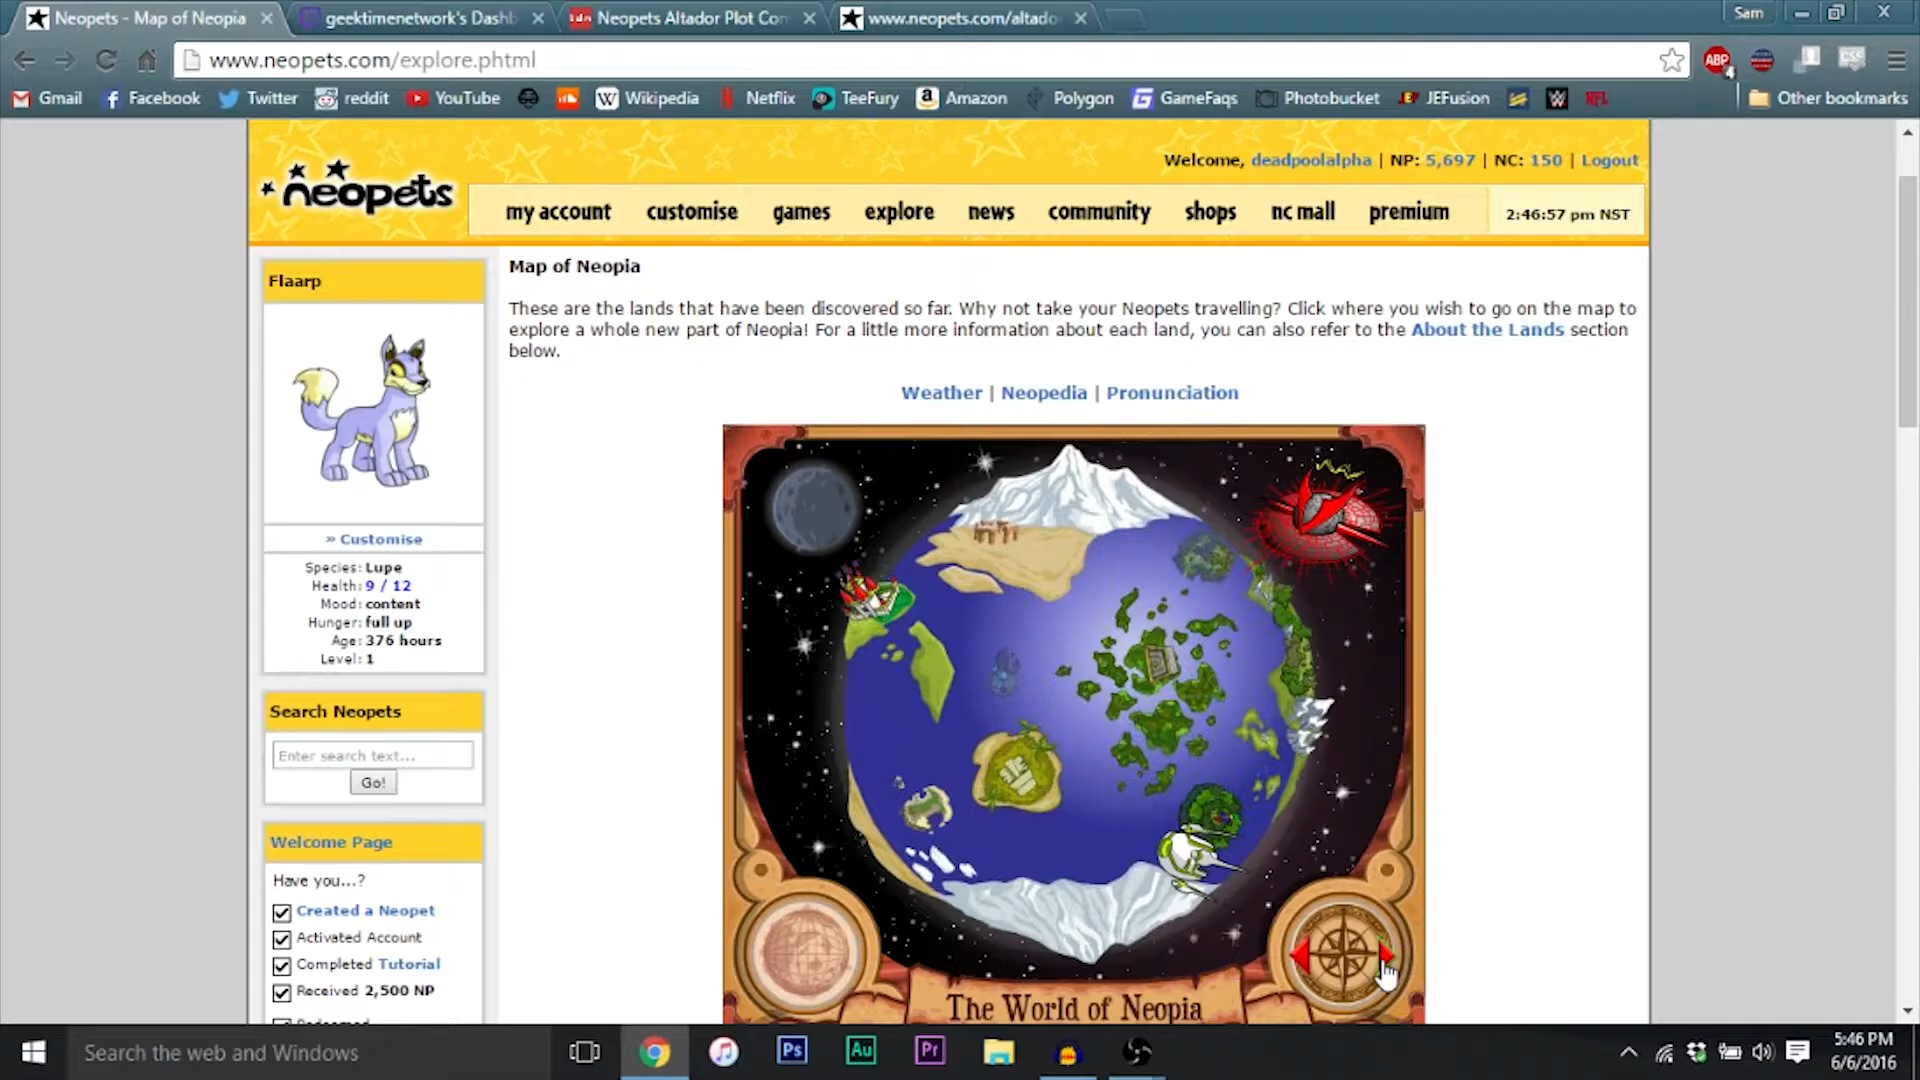 Neopets - Map of Neopia
geektimenetwork's Dashb
Neopets Altador Plot Con
www.neopets.com/altado
Sam
www.neopets.com/explore.phtml
ABP
4
CSS
Gmail
Facebook
Twitter
reddit
YouTube
Wikipedia
Netflix
TeeFury
Amazon
Polygon
GameFaqs
Photobucket
JEFusion
Other bookmarks
neopets
Welcome, deadpoolalpha | NP: 5,697 | NC: 150 | Logout
my account customise games explore news community shops nc mall premium
2:46:57 pm NST
Flaarp
» Customise
Species: Lupe
Health: 9 / 12
Mood: content
Hunger: full up
Age: 376 hours
Level: 1
Search Neopets
Enter search text...
Go!
Welcome Page
Have you...?
Created a Neopet
Activated Account
Completed Tutorial
Received 2,500 NP
Map of Neopia
These are the lands that have been discovered so far. Why not take your Neopets travelling? Click where you wish to go on the map to
explore a whole new part of Neopia! For a little more information about each land, you can also refer to the About the Lands section
below.
Weather | Neopedia | Pronunciation
The World of Neopia
Search the web and Windows
Ps
Au
Pr
5:46 PM
6/6/2016